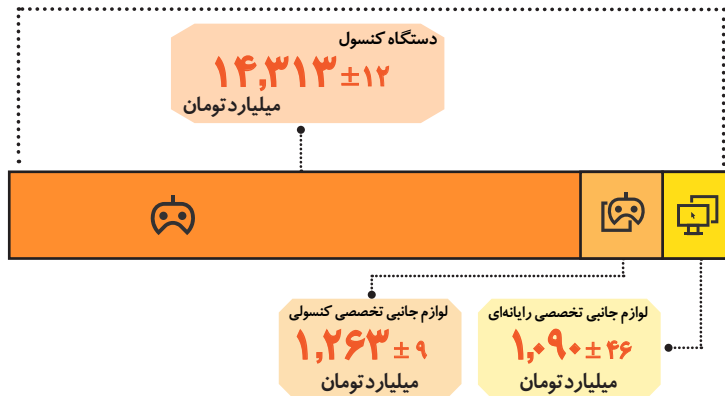 دستگاه کنسول
۱۴,۳۱۳±۱۲
میلیارد تومان
لوازم جانبی تخصصی رایانه‌ای
۱,۰۹۰±۴۶
میلیارد تومان
لوازم جانبی تخصصی کنسولی
۱,۲۶۳±۹
میلیارد تومان